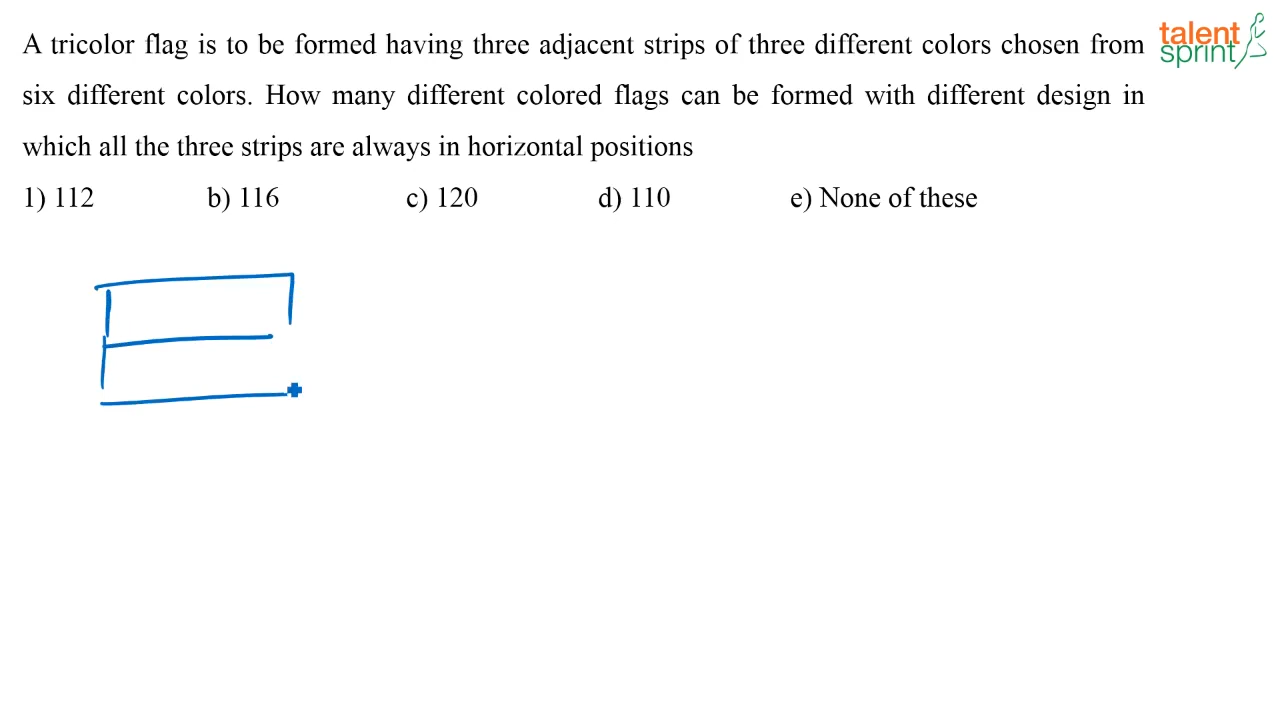 talent
sprint
A tricolor flag is to be formed having three adjacent strips of three different colors chosen from
six different colors. How many different colored flags can be formed with different design in
which all the three strips are always in horizontal positions
1) 112 b) 116 c) 120 d) 110 e) None of these